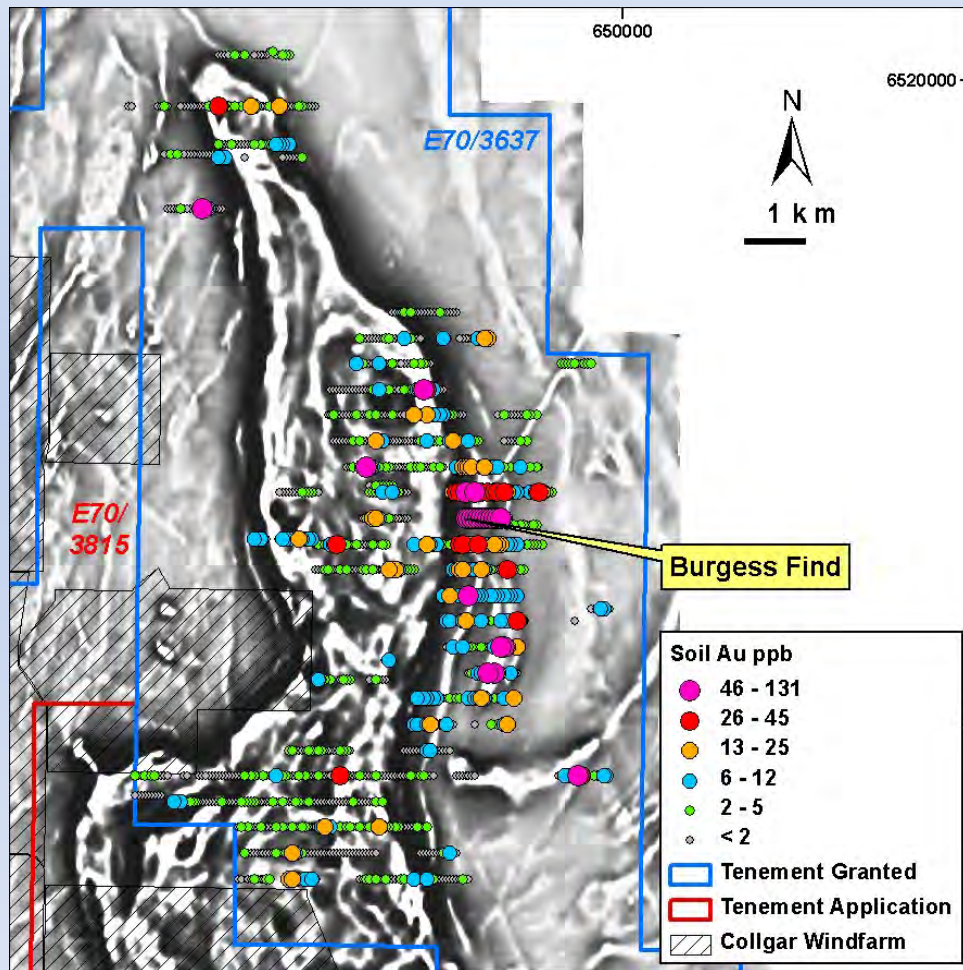 650000
6520000
E70/3637
N
1 km
E70/
3815
Burgess Find
Soil Au ppb
46 - 131
26 - 45
13 - 25
6 - 12
2 - 5
< 2
Tenement Granted
Tenement Application
Collgar Windfarm